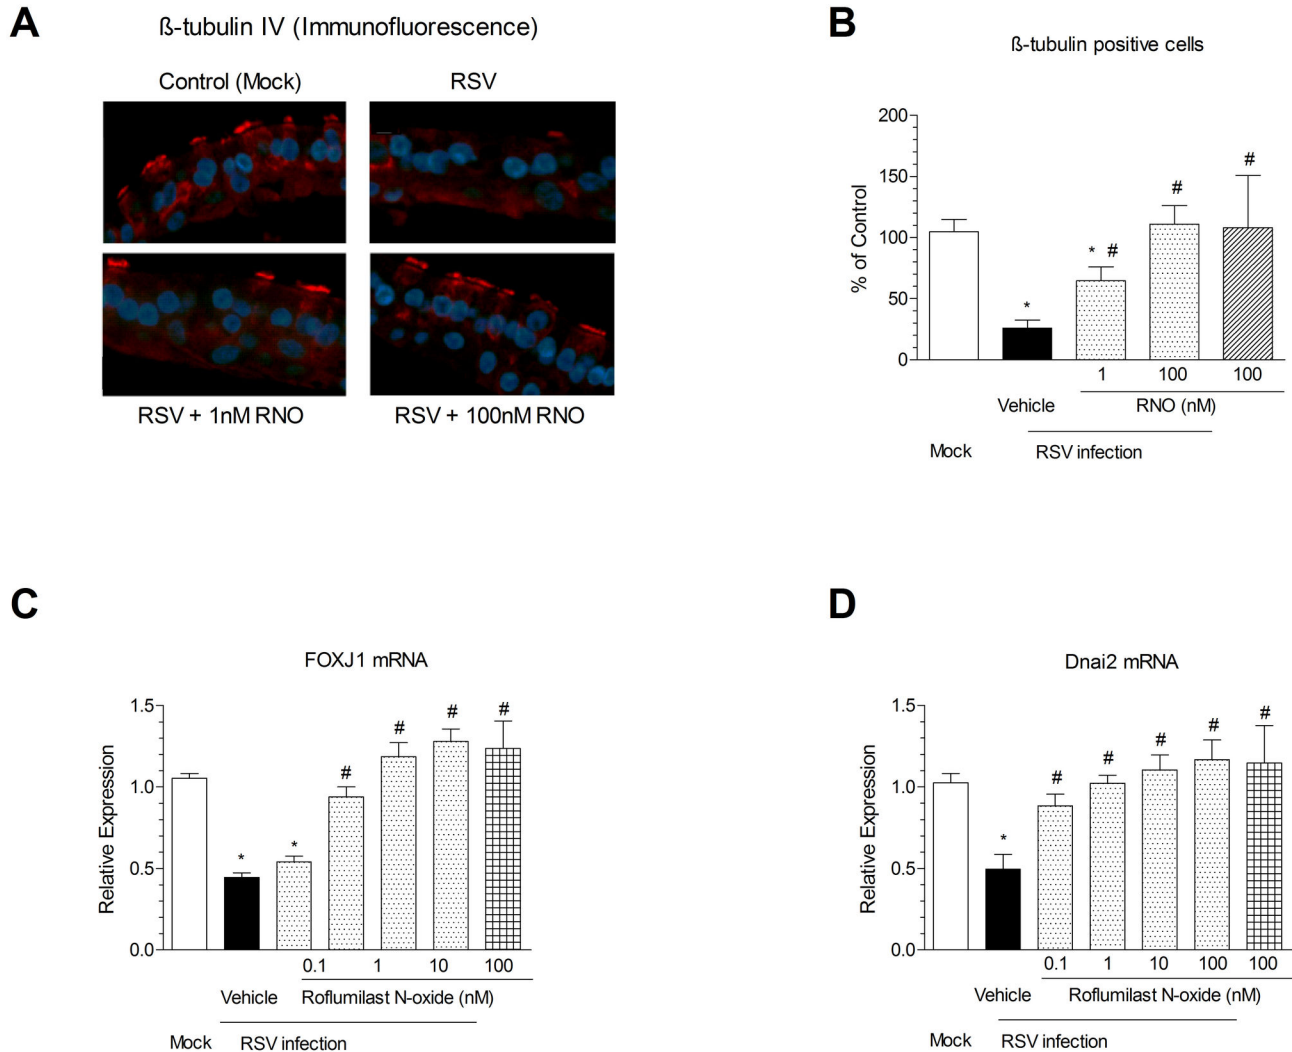 A
ß-tubulin IV (Immunofluorescence)
Control (Mock) RSV
RSV + 1nM RNO RSV + 100nM RNO
B
ß-tubulin positive cells
% of Control
200
150
100
50
0
* * # # #
1 100 100
Vehicle RNO (nM)
Mock RSV infection
C
FOXJ1 mRNA
Relative Expression
1.5
1.0
0.5
0.0
* * # # # #
0.1 1 10 100
Vehicle Roflumilast N-oxide (nM)
Mock RSV infection
D
Dnai2 mRNA
Relative Expression
1.5
1.0
0.5
0.0
* # # # # #
0.1 1 10 100 100
Vehicle Roflumilast N-oxide (nM)
Mock RSV infection